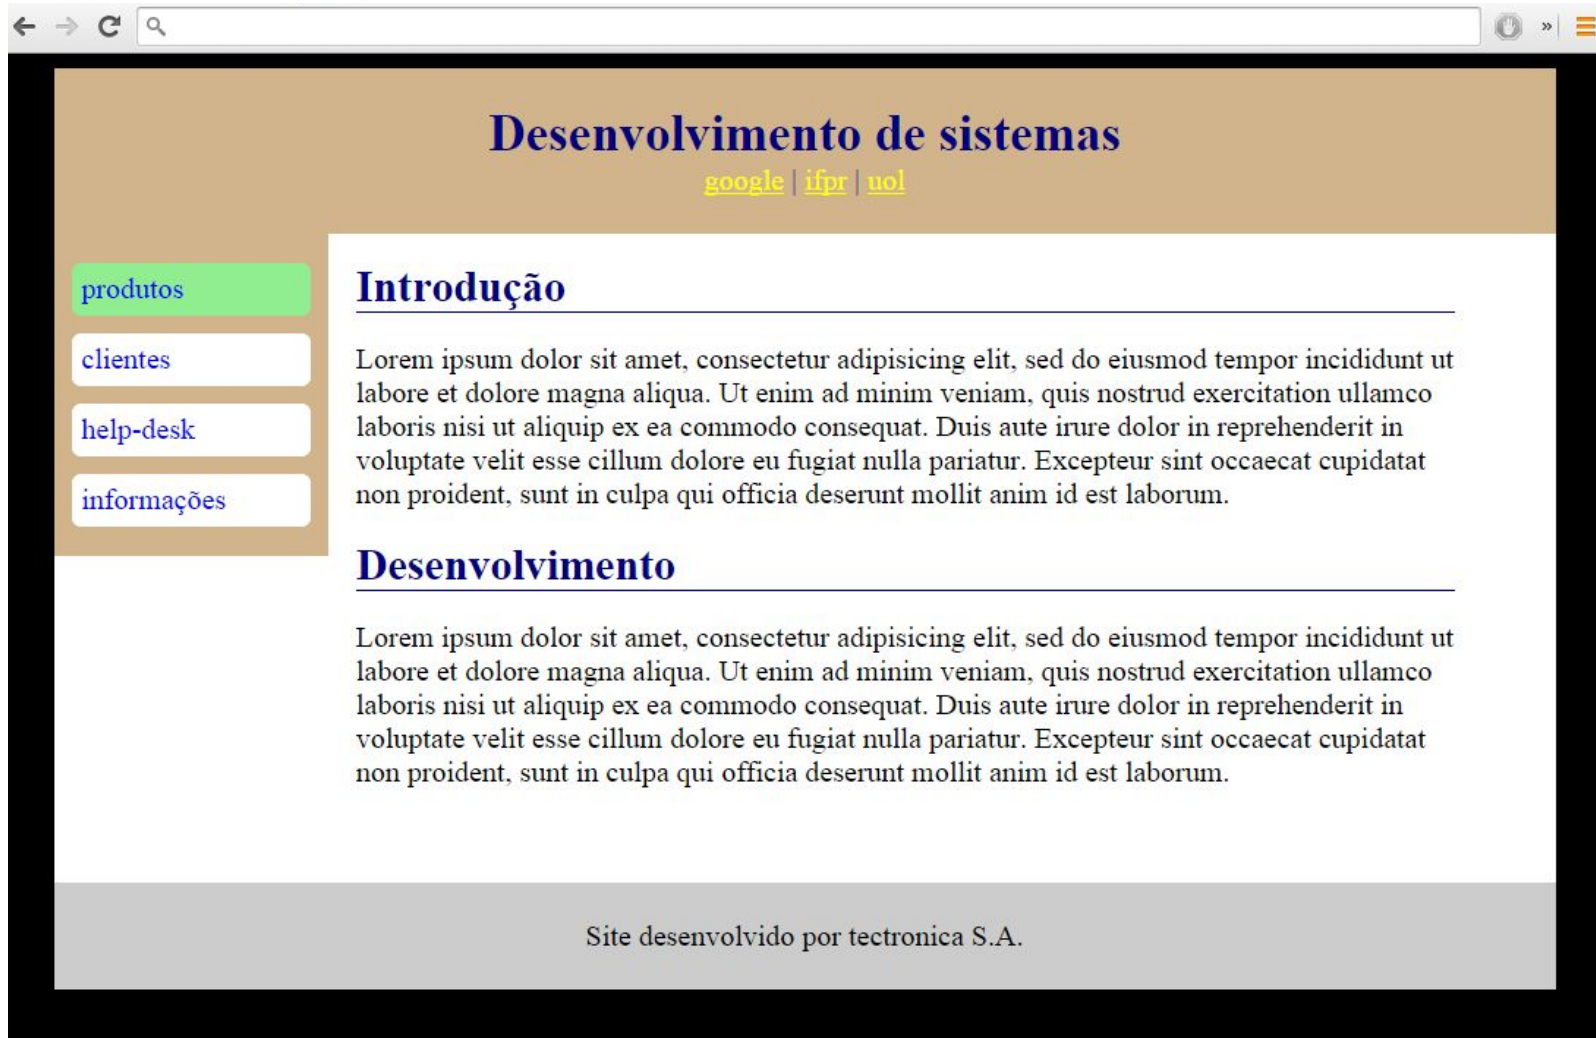 Desenvolvimento de sistemas
google | ifpr | uol
produtos
clientes
help-desk
informações
Introdução
Lorem ipsum dolor sit amet, consectetur adipisicing elit, sed do eiusmod tempor incididunt ut
labore et dolore magna aliqua. Ut enim ad minim veniam, quis nostrud exercitation ullamco
laboris nisi ut aliquip ex ea commodo consequat. Duis aute irure dolor in reprehenderit in
voluptate velit esse cillum dolore eu fugiat nulla pariatur. Excepteur sint occaecat cupidatat
non proident, sunt in culpa qui officia deserunt mollit anim id est laborum.
Desenvolvimento
Lorem ipsum dolor sit amet, consectetur adipisicing elit, sed do eiusmod tempor incididunt ut
labore et dolore magna aliqua. Ut enim ad minim veniam, quis nostrud exercitation ullamco
laboris nisi ut aliquip ex ea commodo consequat. Duis aute irure dolor in reprehenderit in
voluptate velit esse cillum dolore eu fugiat nulla pariatur. Excepteur sint occaecat cupidatat
non proident, sunt in culpa qui officia deserunt mollit anim id est laborum.
Site desenvolvido por tectronica S.A.